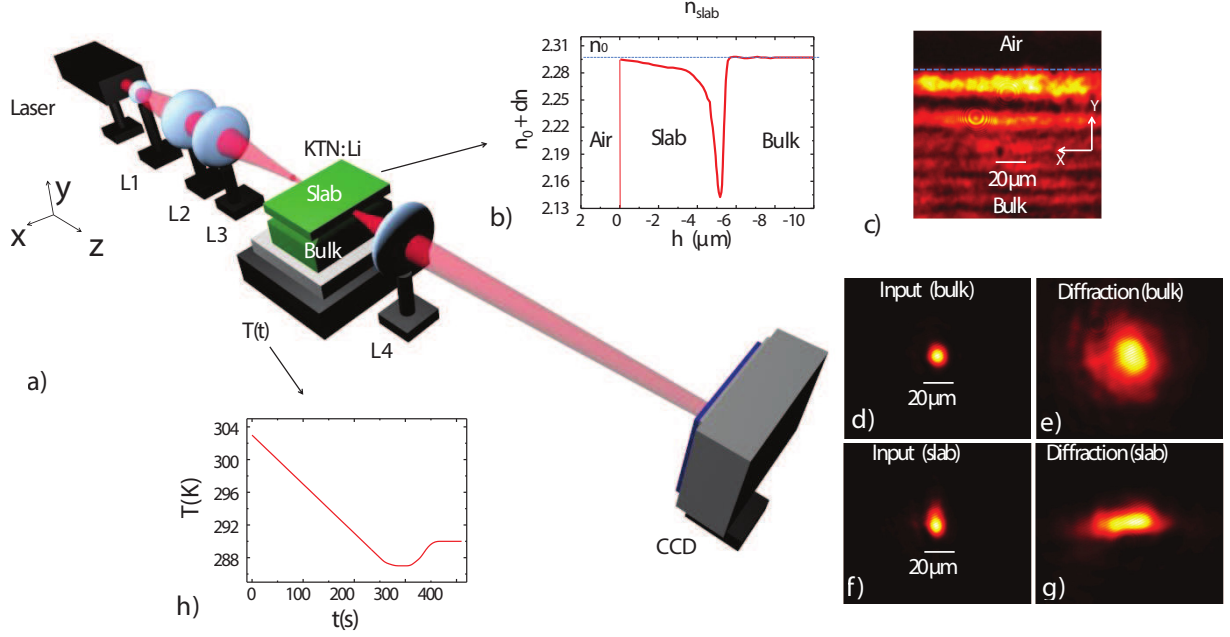 Laser
L1
L2
L3
KTN:Li
Slab
Bulk
L4
T(t)
CCD
x
y
z
a)
n slab
n0
2.31
2.28
2.25
2.22
2.19
2.16
2.13
n0 + dn
Air
Slab
Bulk
2
0
-2
-4
-6
-8
-10
h (µm)
b)
Air
Y
X
20µm
Bulk
c)
Input (bulk)
20µm
d)
Diffraction(bulk)
e)
Input (slab)
20µm
f)
Diffraction(slab)
g)
304
302
296
292
290
288
T(K)
0
100
200
300
400
t(s)
h)